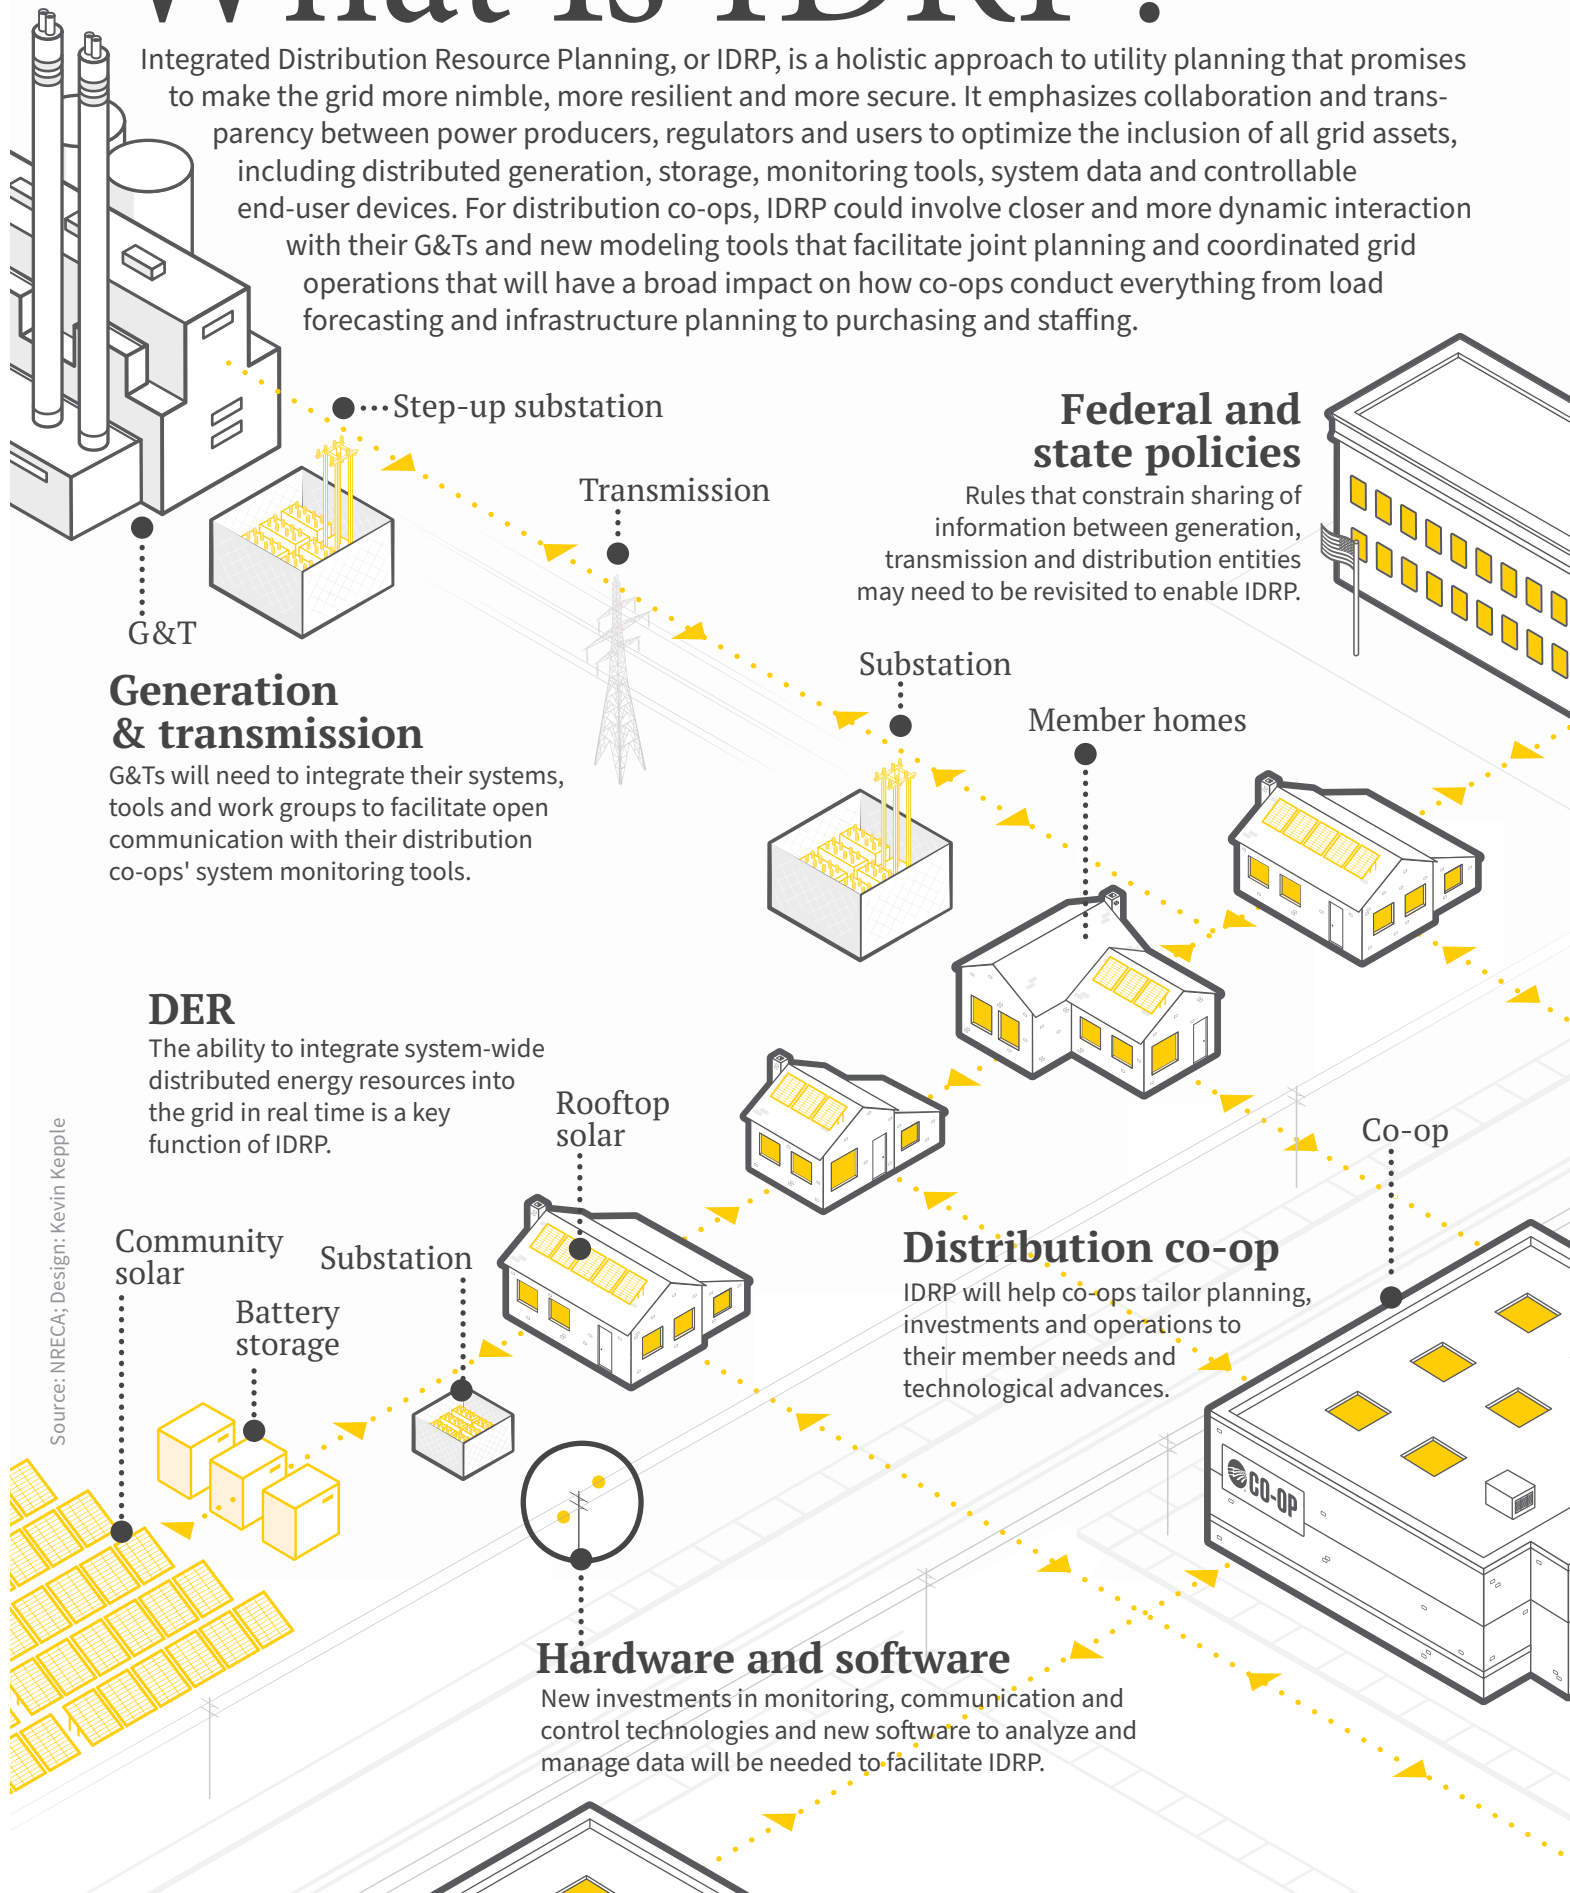 What is IDRP?
Integrated Distribution Resource Planning, or IDRP, is a holistic approach to utility planning that promises
to make the grid more nimble, more resilient and more secure. It emphasizes collaboration and trans-
parency between power producers, regulators and users to optimize the inclusion of all grid assets,
including distributed generation, storage, monitoring tools, system data and controllable
end-user devices. For distribution co-ops, IDRP could involve closer and more dynamic interaction
with their G&Ts and new modeling tools that facilitate joint planning and coordinated grid
operations that will have a broad impact on how co-ops conduct everything from load
forecasting and infrastructure planning to purchasing and staffing.
Step-up substation
Federal and
state policies
Rules that constrain sharing of
information between generation,
transmission and distribution entities
may need to be revisited to enable IDRP.
Transmission
G&T
Generation
& transmission
G&Ts will need to integrate their systems,
tools and work groups to facilitate open
communication with their distribution
co-ops' system monitoring tools.
Substation
Member homes
DER
The ability to integrate system-wide
distributed energy resources into
the grid in real time is a key
function of IDRP.
Rooftop
solar
Co-op
Community
solar
Substation
Battery
storage
Distribution co-op
IDRP will help co-ops tailor planning,
investments and operations to
their member needs and
technological advances.
CO-OP
Hardware and software
New investments in monitoring, communication and
control technologies and new software to analyze and
manage data will be needed to facilitate IDRP.
Source: NRECA; Design: Kevin Kepple